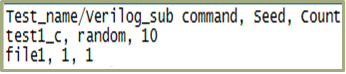 Test_name/Verilog_sub command, Seed, Count
test1_c, random, 10
file1, 1, 1